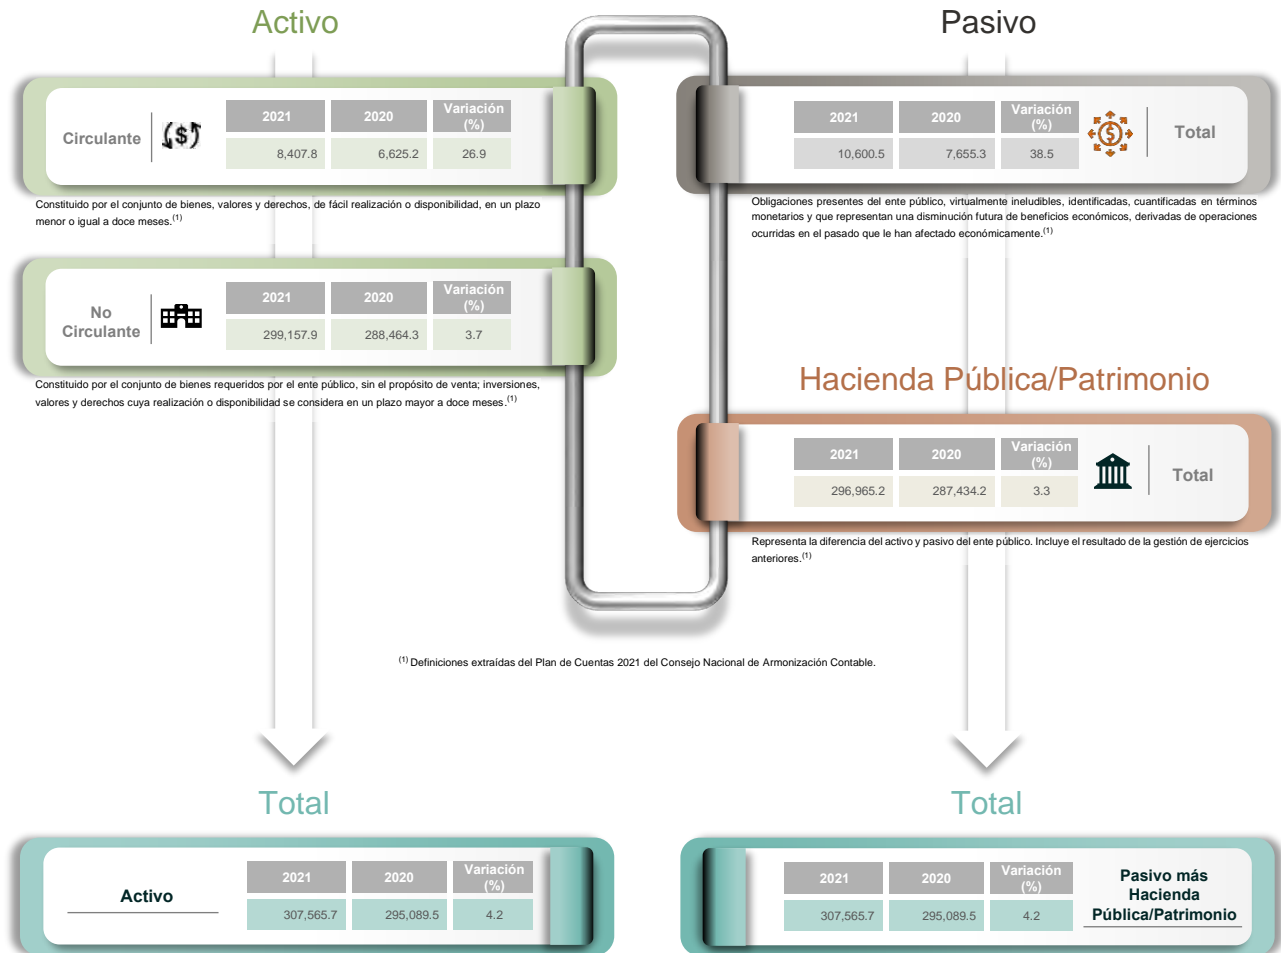 Activo
Circulante
2021 2020 Variación (%)
8,407.8 6,625.2 26.9
Constituido por el conjunto de bienes, valores y derechos, de fácil realización o disponibilidad, en un plazo
menor o igual a doce meses.(1)
No
Circulante
2021 2020 Variación (%)
299,157.9 288,464.3 3.7
Constituido por el conjunto de bienes requeridos por el ente público, sin el propósito de venta; inversiones,
valores y derechos cuya realización o disponibilidad se considera en un plazo mayor a doce meses.(1)
Pasivo
2021 2020 Variación (%)
10,600.5 7,655.3 38.5
Total
Obligaciones presentes del ente público, virtualmente ineludibles, identificadas, cuantificadas en términos
monetarios y que representan una disminución futura de beneficios económicos, derivadas de operaciones
ocurridas en el pasado que le han afectado económicamente.(1)
Hacienda Pública/Patrimonio
2021 2020 Variación (%)
296,965.2 287,434.2 3.3
Total
Representa la diferencia del activo y pasivo del ente público. Incluye el resultado de la gestión de ejercicios
anteriores.(1)
(1) Definiciones extraídas del Plan de Cuentas 2021 del Consejo Nacional de Armonización Contable.
Total
Activo
2021 2020 Variación (%)
307,565.7 295,089.5 4.2
Total
2021 2020 Variación (%)
307,565.7 295,089.5 4.2
Pasivo más
Hacienda
Pública/Patrimonio